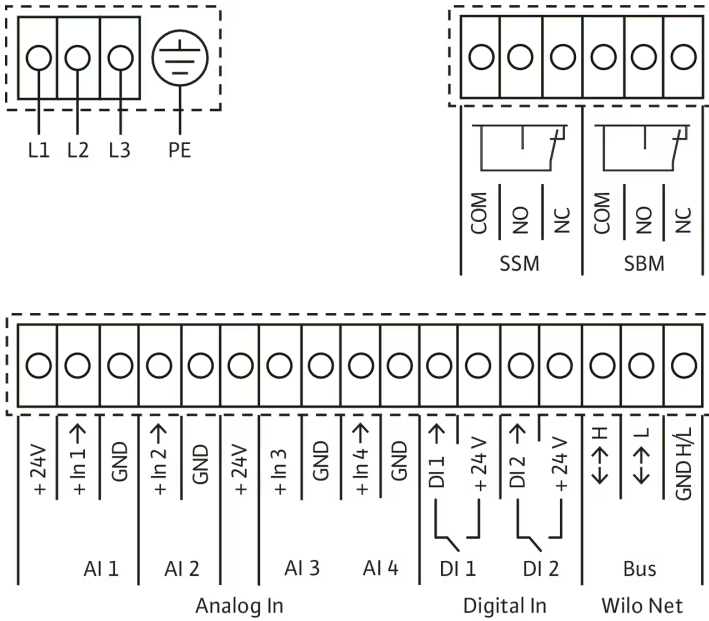 L1 L2 L3 PE
COM NO NC COM NO NC
SSM SBM
+ 24V + In 1 → GND + In 2 → GND + 24V + In 3 GND + In 4 → GND DI 1 → + 24 V DI 2 → + 24 V ↔ H ↔ L GND H/L
AI 1 AI 2 AI 3 AI 4 DI 1 DI 2 Bus
Analog In Digital In Wilo Net